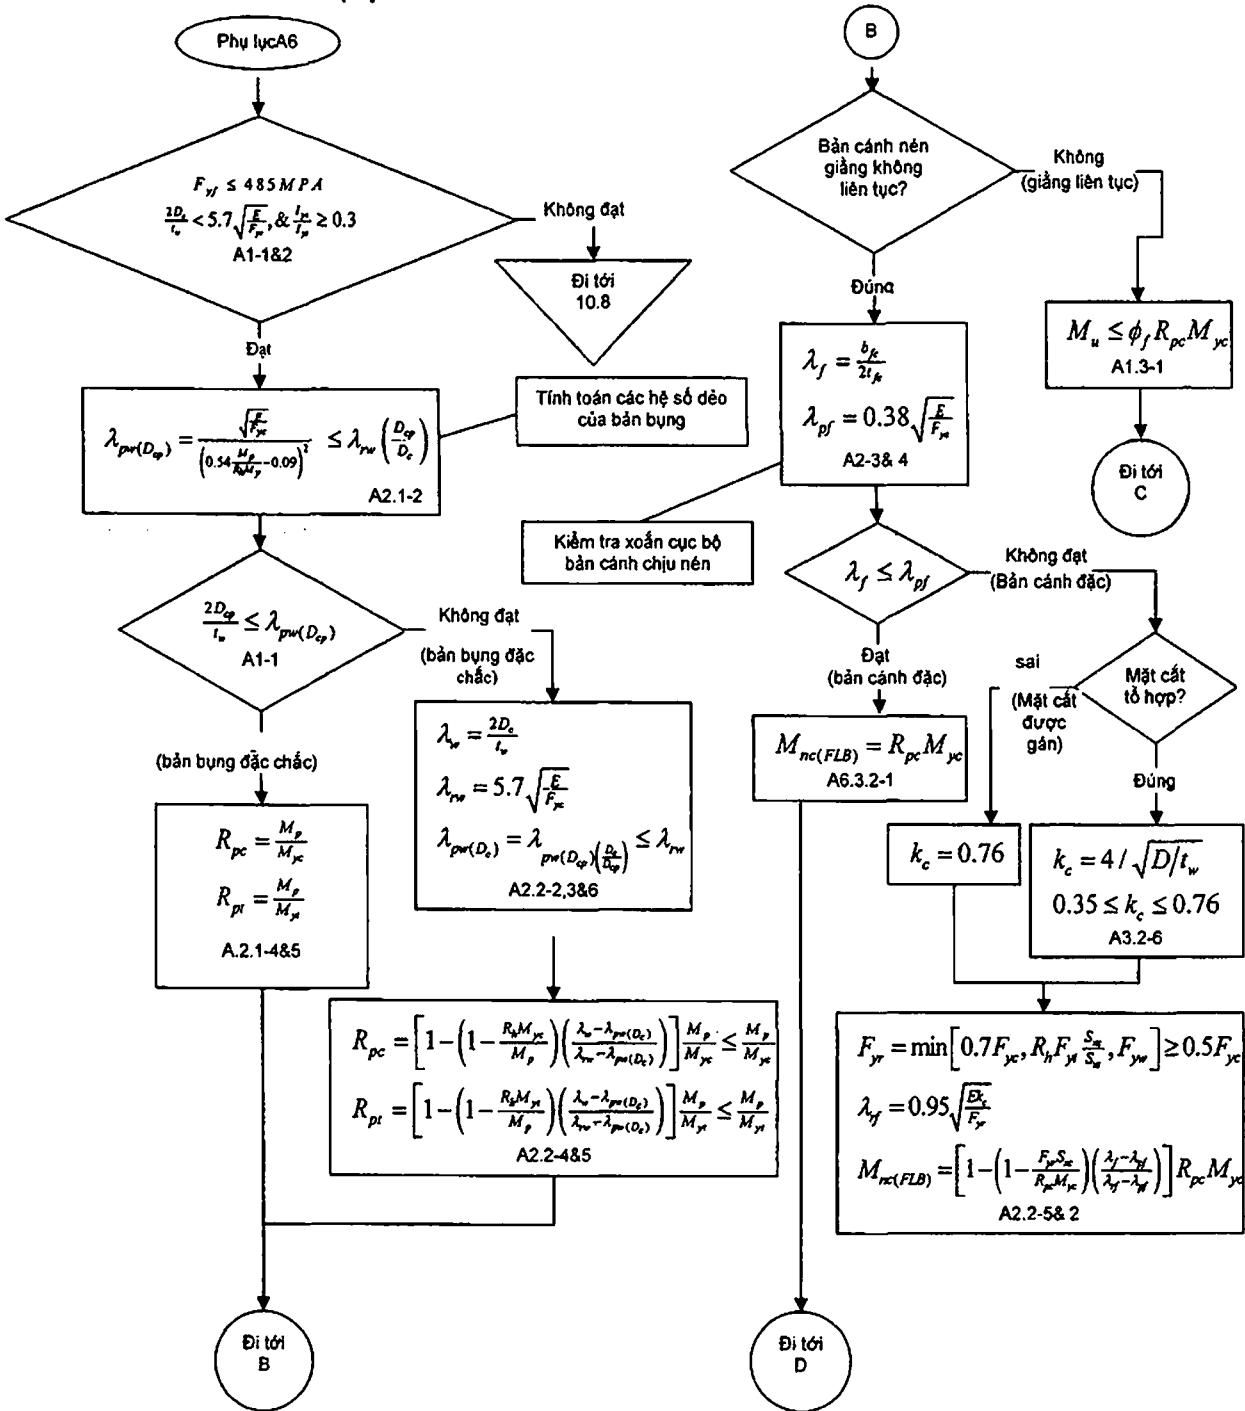 Phụ lụcA6
F_yf ≤ 485MPA
2D_c/t_w < 5.7√(E/F_yc), & I_yc/I_yt ≥ 0.3
A1-1&2
Không đạt
Đi tới
10.8
Đạt
λ_pw(D_cp) = √(E/F_yc) / (0.54 M_p/(R_h M_y) - 0.09)² ≤ λ_rw (D_cp/D_c)
A2.1-2
Tính toán các hệ số dẻo
của bản bụng
2D_cp/t_w ≤ λ_pw(D_cp)
A1-1
Không đạt
(bản bụng đặc
chắc)
(bản bụng đặc chắc)
R_pc = M_p/M_yc
R_pt = M_p/M_yt
A.2.1-4&5
λ_w = 2D_c/t_w
λ_rw = 5.7√(E/F_yc)
λ_pw(D_c) = λ_pw(D_cp)(D_c/D_cp) ≤ λ_rw
A2.2-2,3&6
R_pc = [1-(1-R_h M_yc/M_p)((λ_w-λ_pw(D_c))/(λ_rw-λ_pw(D_c)))] M_p/M_yc ≤ M_p/M_yc
R_pt = [1-(1-R_h M_yt/M_p)((λ_w-λ_pw(D_c))/(λ_rw-λ_pw(D_c)))] M_p/M_yt ≤ M_p/M_yt
A2.2-4&5
Đi tới
B
B
Bản cánh nén
giằng không
liên tục?
Không
(giằng liên tục)
M_u ≤ ϕ_f R_pc M_yc
A1.3-1
Đi tới
C
Đúng
λ_f = b_fc/2t_fc
λ_pf = 0.38√(E/F_yc)
A2-3& 4
Kiểm tra xoắn cục bộ
bản cánh chịu nén
λ_f ≤ λ_pf
Không đạt
(Bản cánh đặc)
Đạt
(bản cánh đặc)
M_nc(FLB) = R_pc M_yc
A6.3.2-1
Mặt cắt
tổ hợp?
sai
(Mặt cắt
được
gán)
Đúng
k_c = 0.76
k_c = 4 / √(D/t_w)
0.35 ≤ k_c ≤ 0.76
A3.2-6
F_yr = min[0.7F_yc, R_h F_yt S_xt/S_xc, F_yw] ≥ 0.5F_yc
λ_rf = 0.95√(Ek_c/F_yr)
M_nc(FLB) = [1-(1-F_yr S_xc/(R_pc M_yc))((λ_f-λ_pf)/(λ_rf-λ_pf))] R_pc M_yc
A2.2-5& 2
Đi tới
D